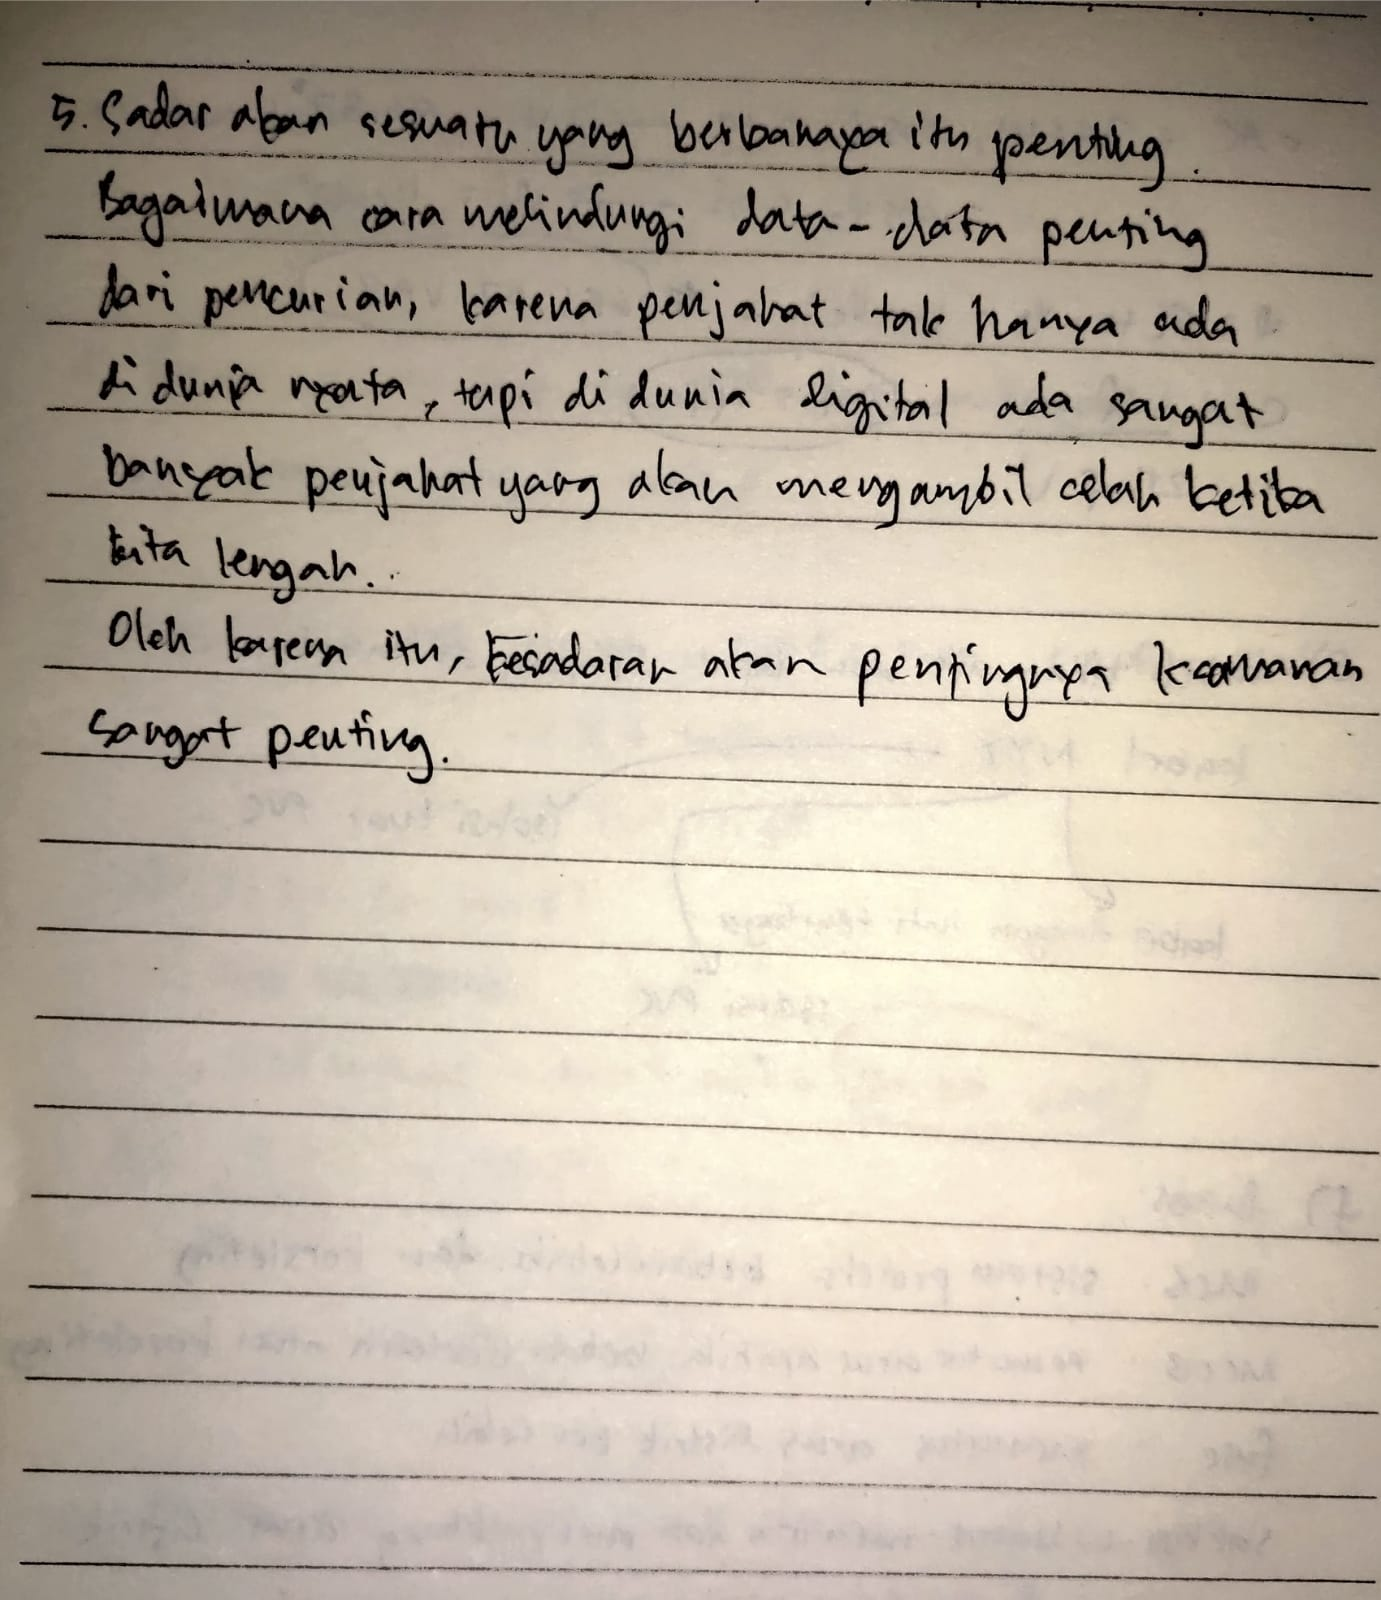 5. Sadar akan sesuatu yang berbahaya itu penting.
Bagaimana cara melindungi data-data penting
dari pencurian, karena penjahat tak hanya ada
di dunia nyata, tapi di dunia digital ada sangat
banyak penjahat yang akan mengambil celah ketika
kita lengah.
Oleh karena itu, kesadaran akan pentingnya keamanan
sangat penting.